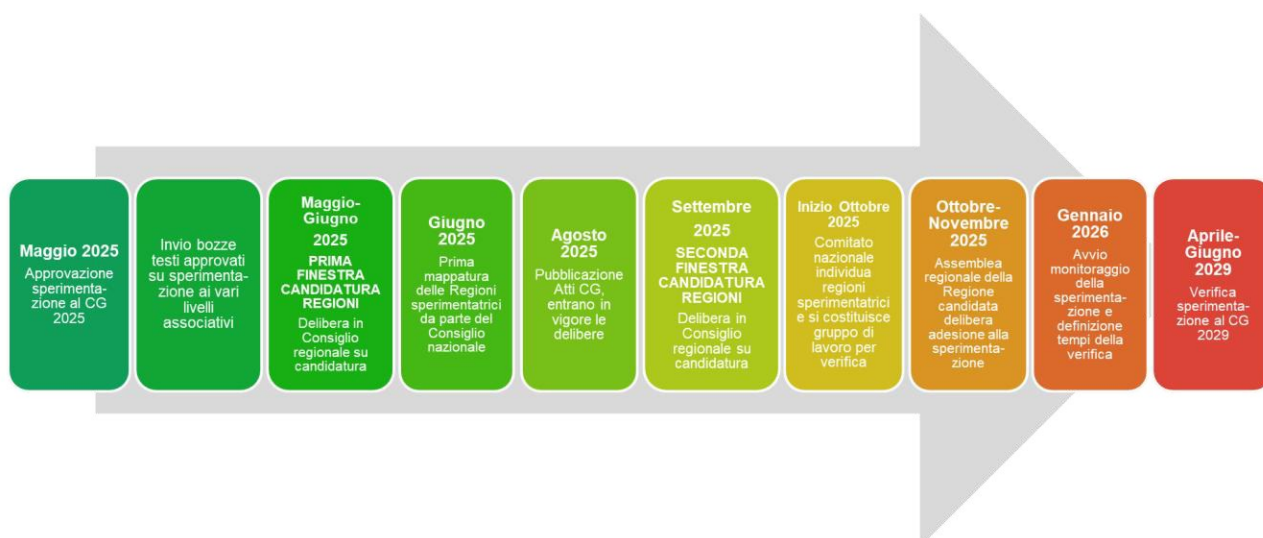 Maggio 2025
Approvazione
sperimenta-
zione al CG
2025
Invio bozze
testi approvati
su sperimenta-
zione ai vari
livelli
associativi
Maggio-
Giugno
2025
PRIMA
FINESTRA
CANDIDATURA
REGIONI
Delibera in
Consiglio
regionale su
candidatura
Giugno
2025
Prima
mappatura
delle Regioni
sperimentatrici
da parte del
Consiglio
nazionale
Agosto
2025
Pubblicazione
Atti CG,
entrano in
vigore le
delibere
Settembre
2025
SECONDA
FINESTRA
CANDIDATURA
REGIONI
Delibera in
Consiglio
regionale su
candidatura
Inizio Ottobre
2025
Comitato
nazionale
individua
regioni
sperimentatrici
e si costituisce
gruppo di
lavoro per
verifica
Ottobre-
Novembre
2025
Assemblea
regionale della
Regione
candidata
delibera
adesione alla
sperimenta-
zione
Gennaio
2026
Avvio
monitoraggio
della
sperimenta-
zione e
definizione
tempi della
verifica
Aprile-
Giugno
2029
Verifica
sperimenta-
zione al CG
2029